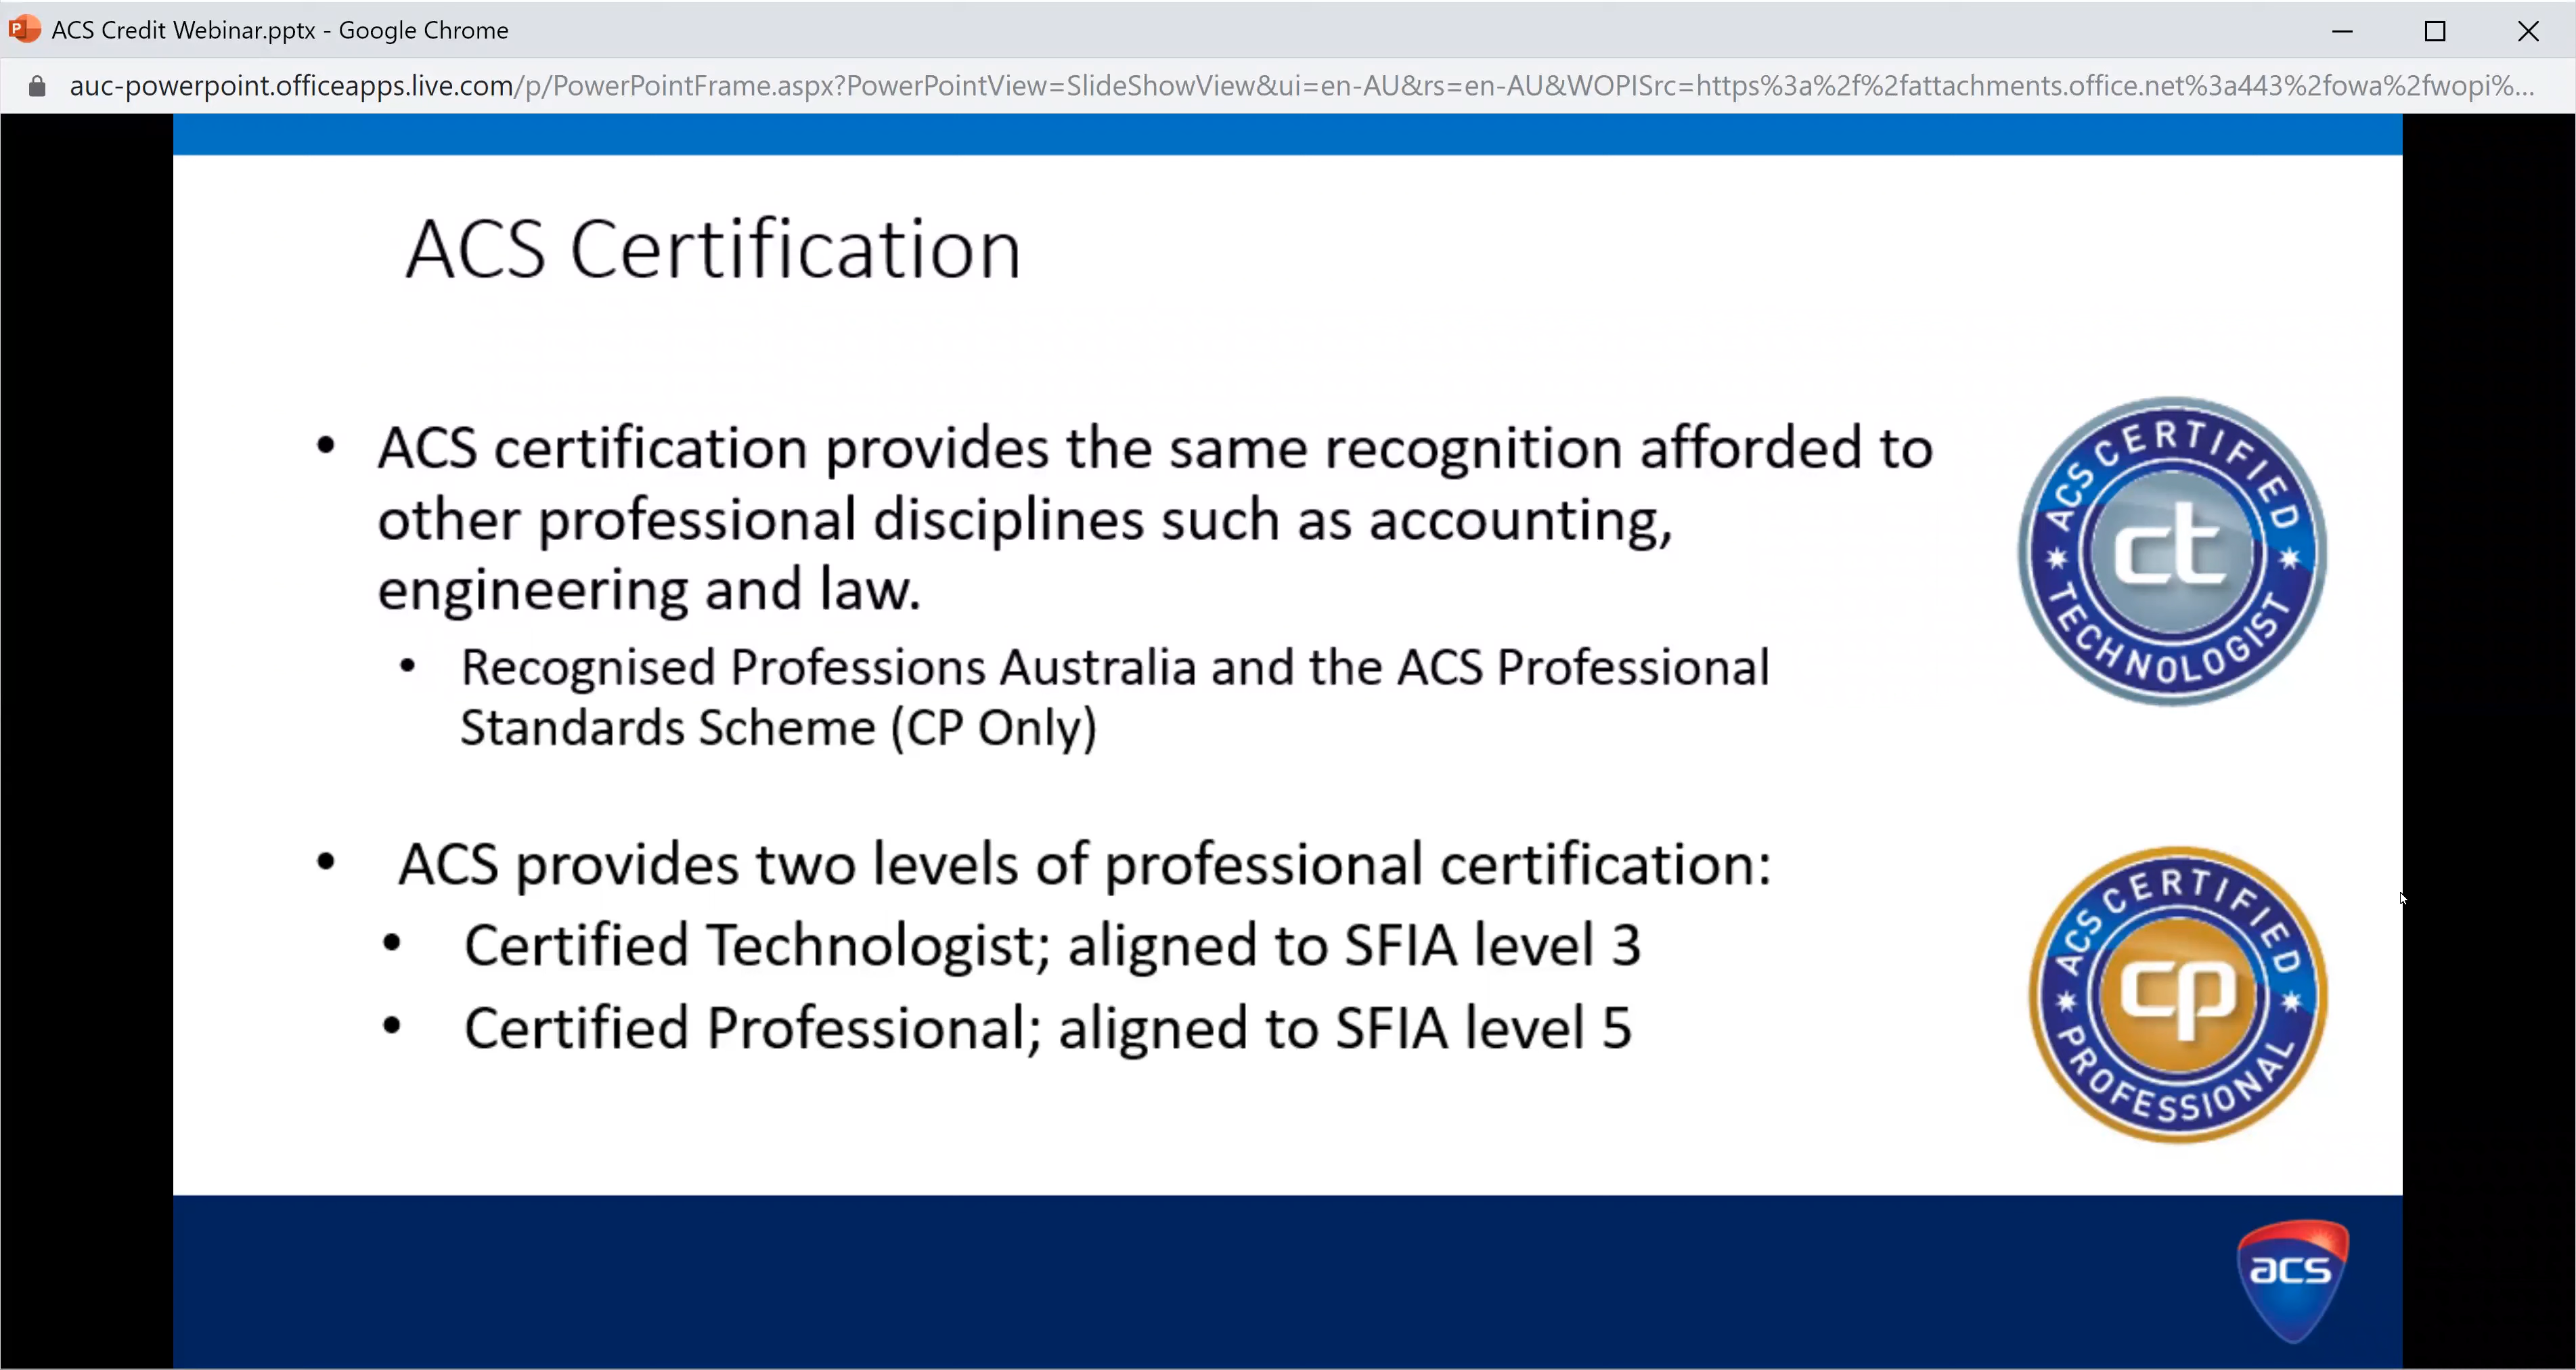 ACS Credit Webinar.pptx - Google Chrome
auc-powerpoint.officeapps.live.com/p/PowerPointFrame.aspx?PowerPointView=SlideShowView&ui=en-AU&rs=en-AU&WOPISrc=https%3a%2f%2fattachments.office.net%3a443%2fowa%2fwopi%...
ACS Certification
• ACS certification provides the same recognition afforded to
other professional disciplines such as accounting,
engineering and law.
• Recognised Professions Australia and the ACS Professional
Standards Scheme (CP Only)
• ACS provides two levels of professional certification:
• Certified Technologist; aligned to SFIA level 3
• Certified Professional; aligned to SFIA level 5
ACS CERTIFIED
ct
TECHNOLOGIST
ACS CERTIFIED
cp
PROFESSIONAL
acs